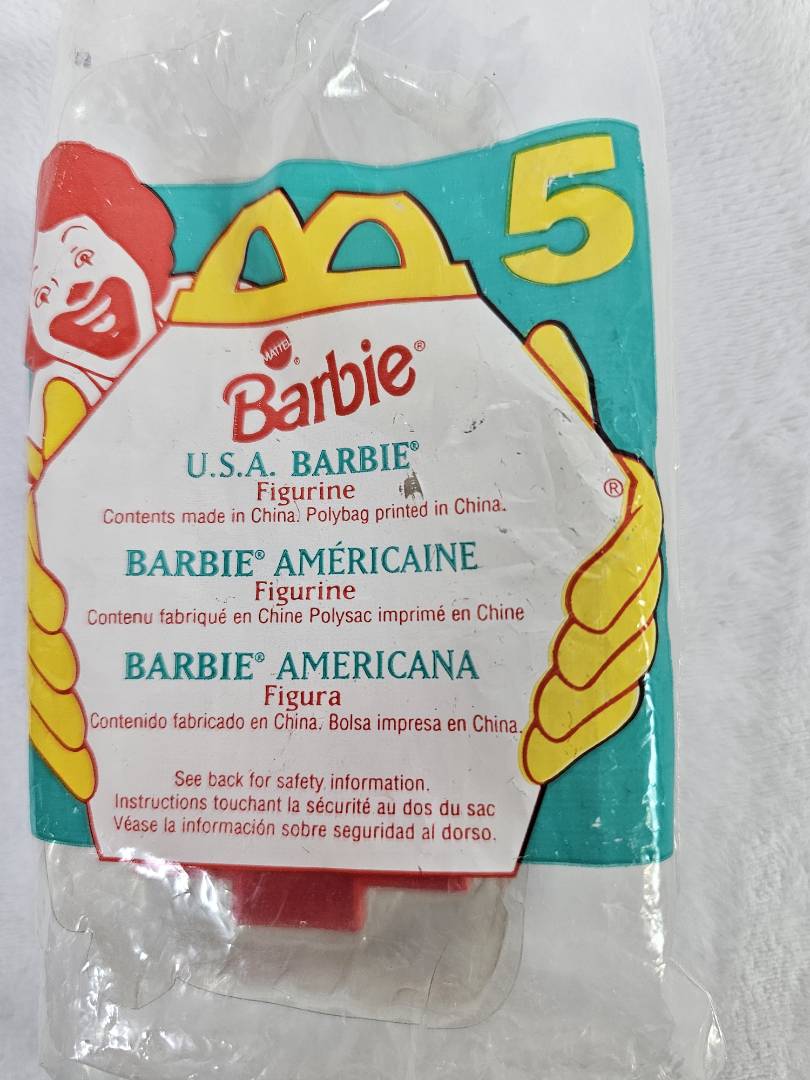 5
MATTEL®
Barbie®
U.S.A. BARBIE®
Figurine
Contents made in China. Polybag printed in China.
®
BARBIE® AMÉRICAINE
Figurine
Contenu fabriqué en Chine Polysac imprimé en Chine
BARBIE® AMERICANA
Figura
Contenido fabricado en China. Bolsa impresa en China.
See back for safety information.
Instructions touchant la sécurité au dos du sac
Véase la información sobre seguridad al dorso.